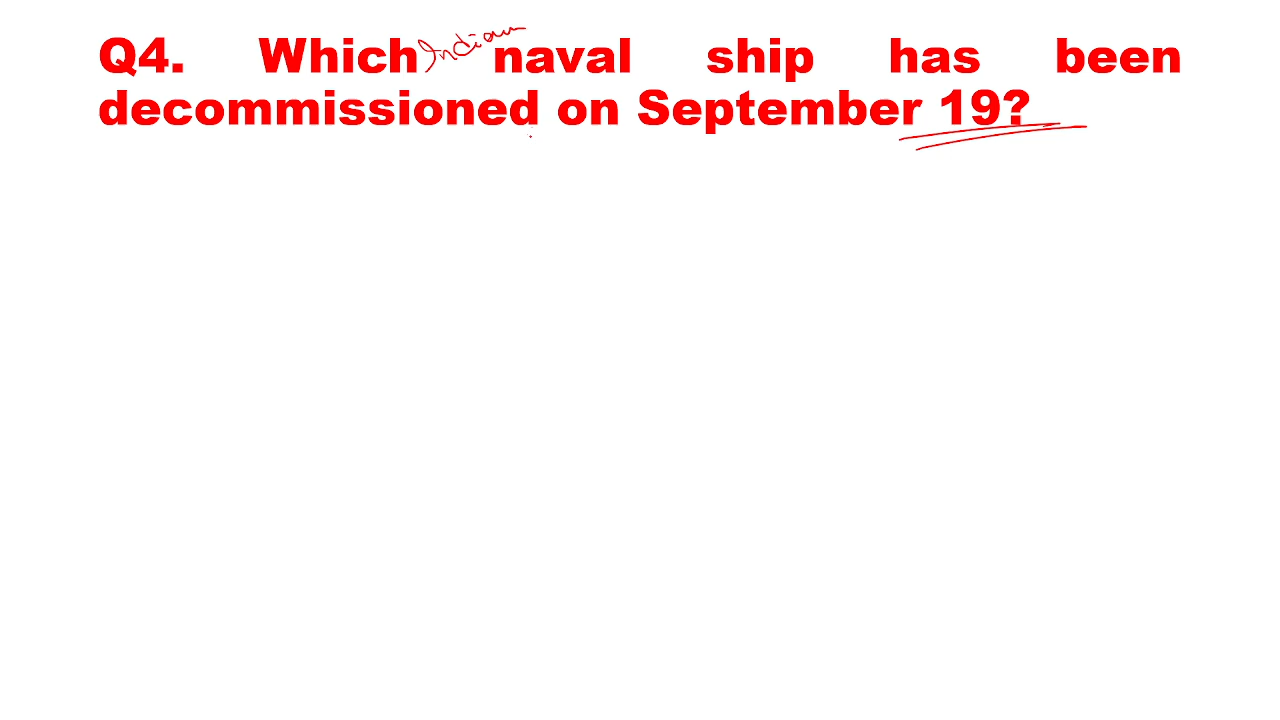 Q4. Which Indian naval ship has been
decommissioned on September 19?